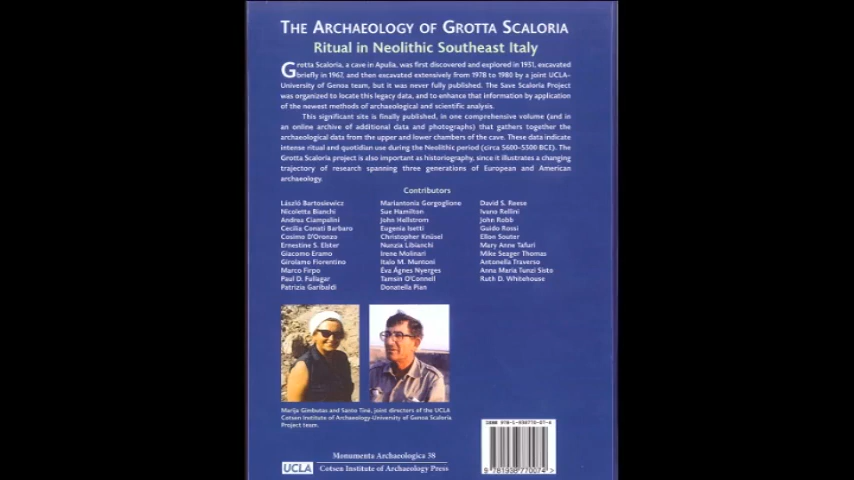 THE ARCHAEOLOGY OF GROTTA SCALORIA
Ritual in Neolithic Southeast Italy
Grotta Scaloria, a cave in Apulia, was first discovered and explored in 1931, excavated
briefly in 1967, and then excavated extensively from 1978 to 1980 by a joint UCLA–
University of Genoa team, but it was never fully published. The Save Scaloria Project
was organized to locate this legacy data, and to enhance that information by application
of the newest methods of archaeological and scientific analysis.
This significant site is finally published, in one comprehensive volume (and in
an online archive of additional data and photographs) that gathers together the
archaeological data from the upper and lower chambers of the cave. These data indicate
intense ritual and quotidian use during the Neolithic period (circa 5600–5300 BCE). The
Grotta Scaloria project is also important as historiography, since it illustrates a changing
trajectory of research spanning three generations of European and American
archaeology.
Contributors
László Bartosiewicz
Nicoletta Bianchi
Andrea Ciampalini
Cecilia Conati Barbaro
Cosimo D'Oronzo
Ernestine S. Elster
Giacomo Eramo
Girolamo Fiorentino
Marco Firpo
Paul D. Fullagar
Patrizia Garibaldi
Mariantonia Gorgoglione
Sue Hamilton
John Hellstrom
Eugenia Isetti
Christopher Knüsel
Nunzia Libianchi
Irene Molinari
Italo M. Muntoni
Éva Ágnes Nyerges
Tamsin O'Connell
Donatella Pian
David S. Reese
Ivano Rellini
John Robb
Guido Rossi
Elion Souter
Mary Anne Tafuri
Mike Seager Thomas
Antonella Traverso
Anna Maria Tunzi Sisto
Ruth D. Whitehouse
Marija Gimbutas and Santo Tiné, joint directors of the UCLA
Cotsen Institute of Archaeology-University of Genoa Scaloria
Project team.
ISBN 978-1-938770-07-4
9 781938 770074
UCLA
Monumenta Archaeologica 38
Cotsen Institute of Archaeology Press